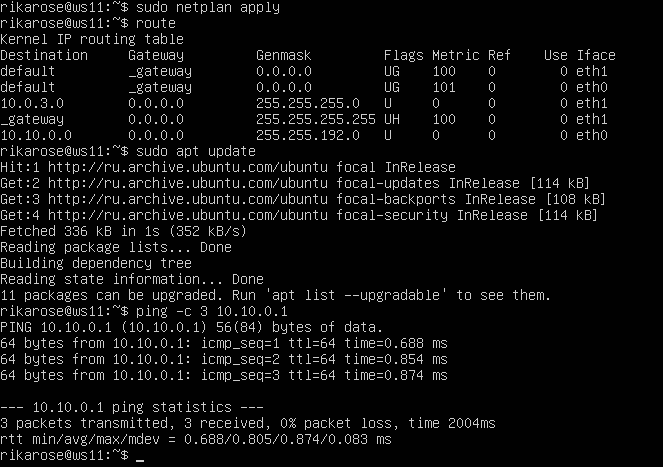 rikarose@ws11:~$ sudo netplan apply
rikarose@ws11:~$ route
Kernel IP routing table
Destination     Gateway         Genmask         Flags Metric Ref    Use Iface
default         _gateway        0.0.0.0         UG    100    0        0 eth1
default         _gateway        0.0.0.0         UG    101    0        0 eth0
10.0.3.0        0.0.0.0         255.255.255.0   U     0      0        0 eth1
_gateway        0.0.0.0         255.255.255.255 UH    100    0        0 eth1
10.10.0.0       0.0.0.0         255.255.192.0   U     0      0        0 eth0
rikarose@ws11:~$ sudo apt update
Hit:1 http://ru.archive.ubuntu.com/ubuntu focal InRelease
Get:2 http://ru.archive.ubuntu.com/ubuntu focal-updates InRelease [114 kB]
Get:3 http://ru.archive.ubuntu.com/ubuntu focal-backports InRelease [108 kB]
Get:4 http://ru.archive.ubuntu.com/ubuntu focal-security InRelease [114 kB]
Fetched 336 kB in 1s (352 kB/s)
Reading package lists... Done
Building dependency tree
Reading state information... Done
11 packages can be upgraded. Run 'apt list --upgradable' to see them.
rikarose@ws11:~$ ping -c 3 10.10.0.1
PING 10.10.0.1 (10.10.0.1) 56(84) bytes of data.
64 bytes from 10.10.0.1: icmp_seq=1 ttl=64 time=0.688 ms
64 bytes from 10.10.0.1: icmp_seq=2 ttl=64 time=0.854 ms
64 bytes from 10.10.0.1: icmp_seq=3 ttl=64 time=0.874 ms
--- 10.10.0.1 ping statistics ---
3 packets transmitted, 3 received, 0% packet loss, time 2004ms
rtt min/avg/max/mdev = 0.688/0.805/0.874/0.083 ms
rikarose@ws11:~$ _